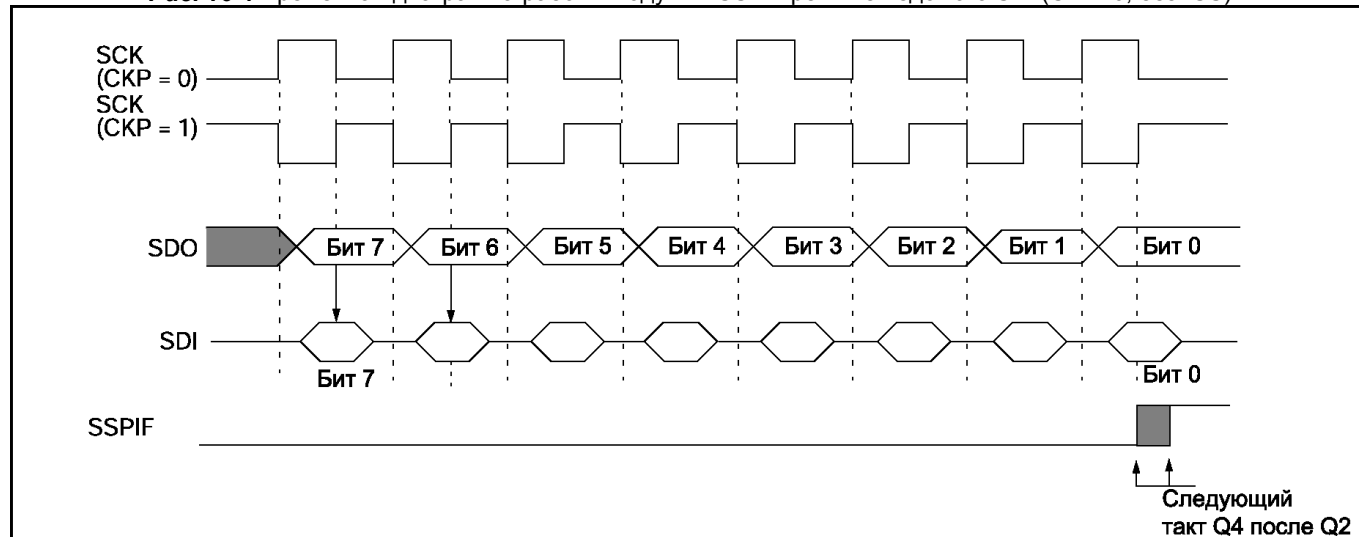 SCK
(CKP = 0)
SCK
(CKP = 1)
SDO
Бит 7 Бит 6 Бит 5 Бит 4 Бит 3 Бит 2 Бит 1 Бит 0
SDI
Бит 7 Бит 0
SSPIF
Следующий
такт Q4 после Q2